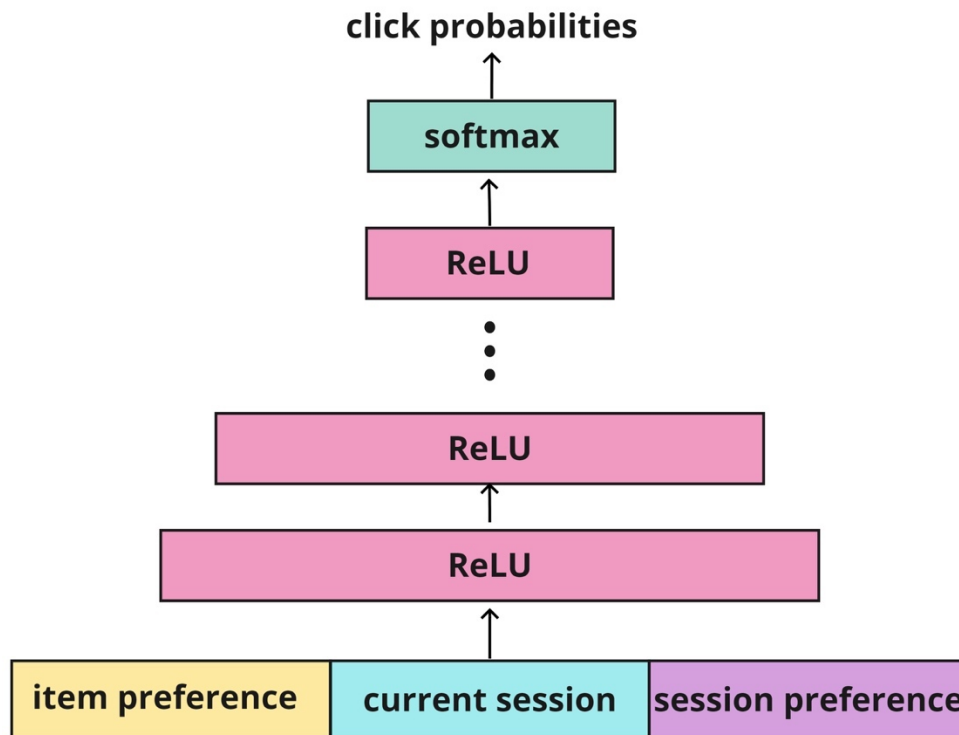 click probabilities
softmax
ReLU
ReLU
ReLU
item preference
current session
session preference